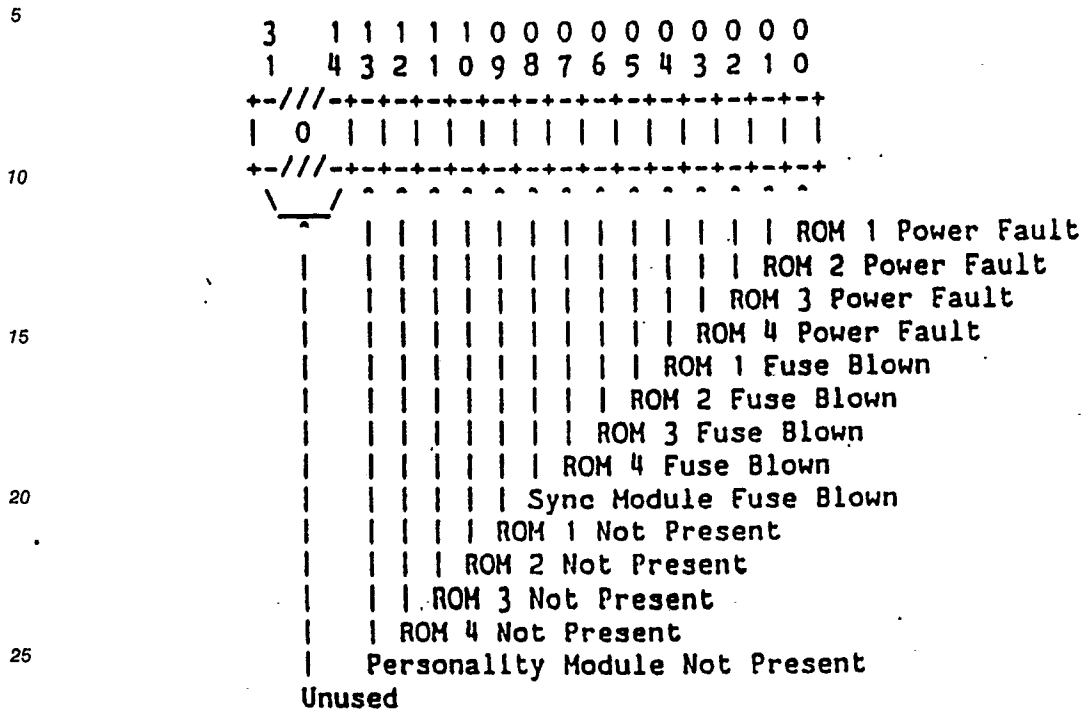 5
3 1 1 1 1 1 0 0 0 0 0 0 0 0 0 0
1 4 3 2 1 0 9 8 7 6 5 4 3 2 1 0
+-///-+-+-+-+-+-+-+-+-+-+-+-+-+-+
| 0 | | | | | | | | | | | | | | |
10 +-///-+-+-+-+-+-+-+-+-+-+-+-+-+-+
\___/ ^ ^ ^ ^ ^ ^ ^ ^ ^ ^ ^ ^ ^ ^
^ | | | | | | | | | | | | | ROM 1 Power Fault
| | | | | | | | | | | | | ROM 2 Power Fault
| | | | | | | | | | | | ROM 3 Power Fault
15 | | | | | | | | | | | ROM 4 Power Fault
| | | | | | | | | | ROM 1 Fuse Blown
| | | | | | | | | ROM 2 Fuse Blown
| | | | | | | | ROM 3 Fuse Blown
| | | | | | | ROM 4 Fuse Blown
20 | | | | | | Sync Module Fuse Blown
| | | | | ROM 1 Not Present
| | | | ROM 2 Not Present
| | | ROM 3 Not Present
| | ROM 4 Not Present
25 | Personality Module Not Present
Unused